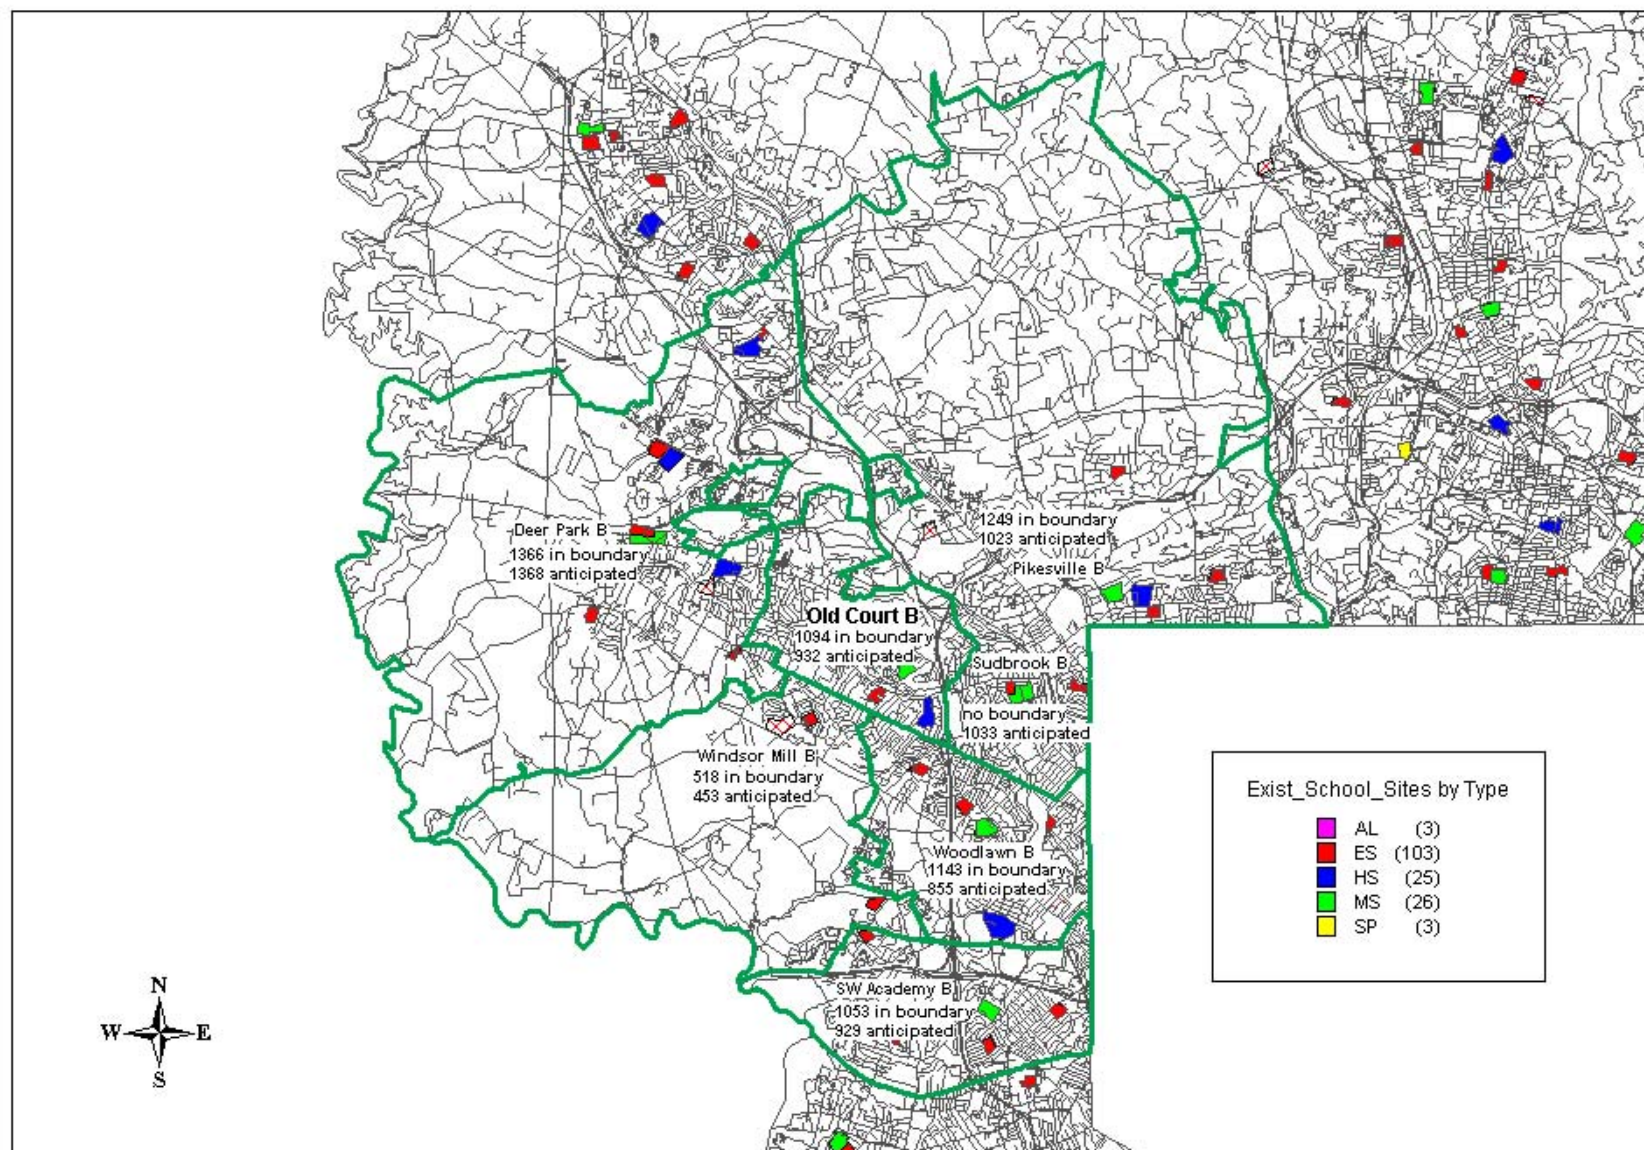 Deer Park B
1366 in boundary
1368 anticipated
1249 in boundary
1023 anticipated
Pikesville B
Old Court B
1094 in boundary
932 anticipated
Sudbrook B
no boundary
1033 anticipated
Windsor Mill B
518 in boundary
453 anticipated
Woodlawn B
1143 in boundary
855 anticipated
SW Academy B
1053 in boundary
929 anticipated
Exist_School_Sites by Type
AL (3)
ES (103)
HS (25)
MS (26)
SP (3)
N
W E
S